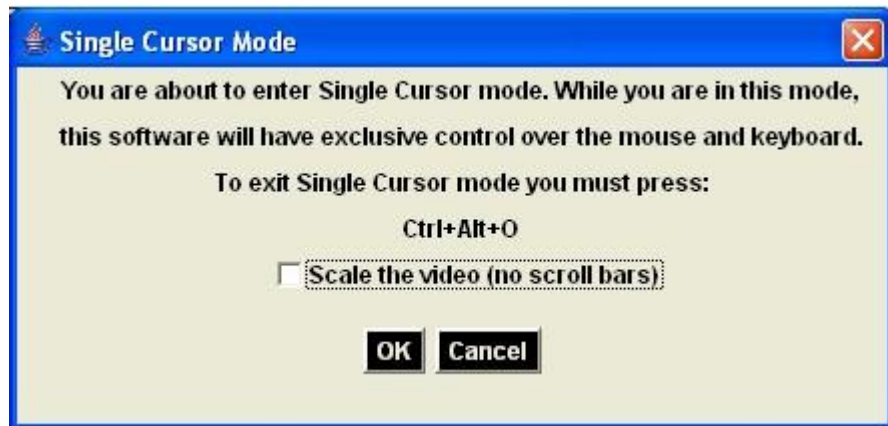 Single Cursor Mode
You are about to enter Single Cursor mode. While you are in this mode,
this software will have exclusive control over the mouse and keyboard.
To exit Single Cursor mode you must press:
Ctrl+Alt+O
Scale the video (no scroll bars)
OK Cancel